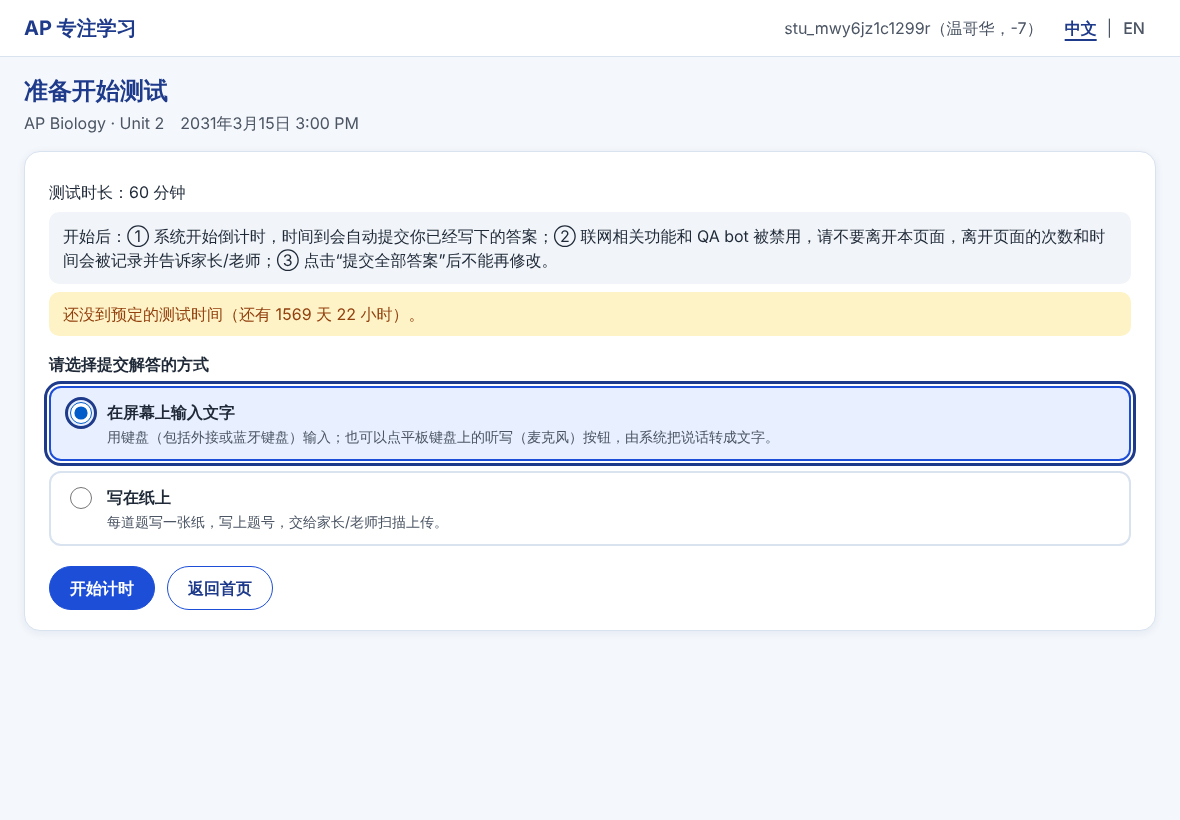 AP 专注学习
stu_mwy6jz1c1299r（温哥华，-7）
中文 | EN
准备开始测试
AP Biology · Unit 2 2031年3月15日 3:00 PM
测试时长：60 分钟
开始后：① 系统开始倒计时，时间到会自动提交你已经写下的答案；② 联网相关功能和 QA bot 被禁用，请不要离开本页面，离开页面的次数和时
间会被记录并告诉家长/老师；③ 点击“提交全部答案”后不能再修改。
还没到预定的测试时间（还有 1569 天 22 小时）。
请选择提交解答的方式
在屏幕上输入文字
用键盘（包括外接或蓝牙键盘）输入；也可以点平板键盘上的听写（麦克风）按钮，由系统把说话转成文字。
写在纸上
每道题写一张纸，写上题号，交给家长/老师扫描上传。
开始计时
返回首页